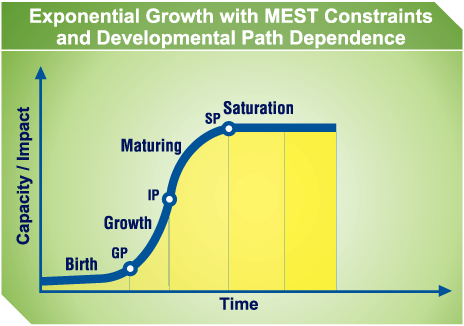 Exponential Growth with MEST Constraints
and Developmental Path Dependence
Capacity / Impact
SP
Saturation
Maturing
IP
Growth
GP
Birth
Time